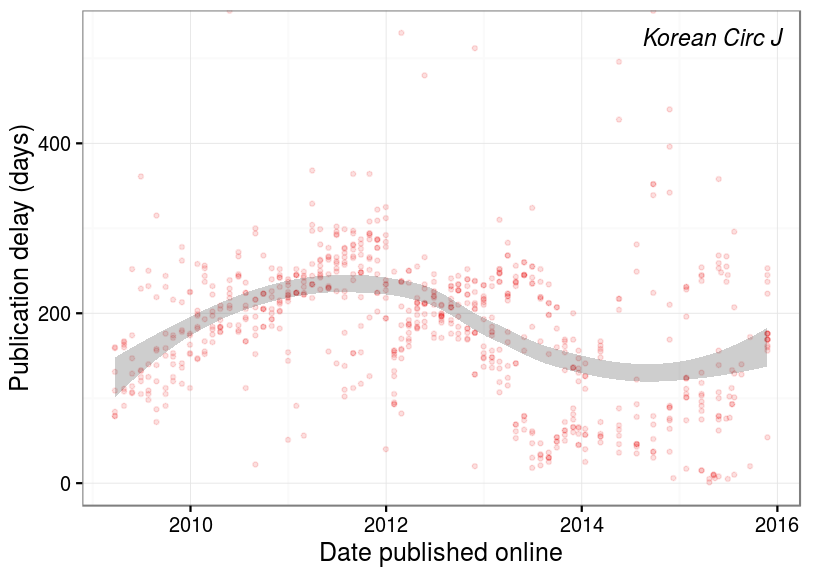 Korean Circ J
Publication delay (days)
400
200
0
2010 2012 2014 2016
Date published online